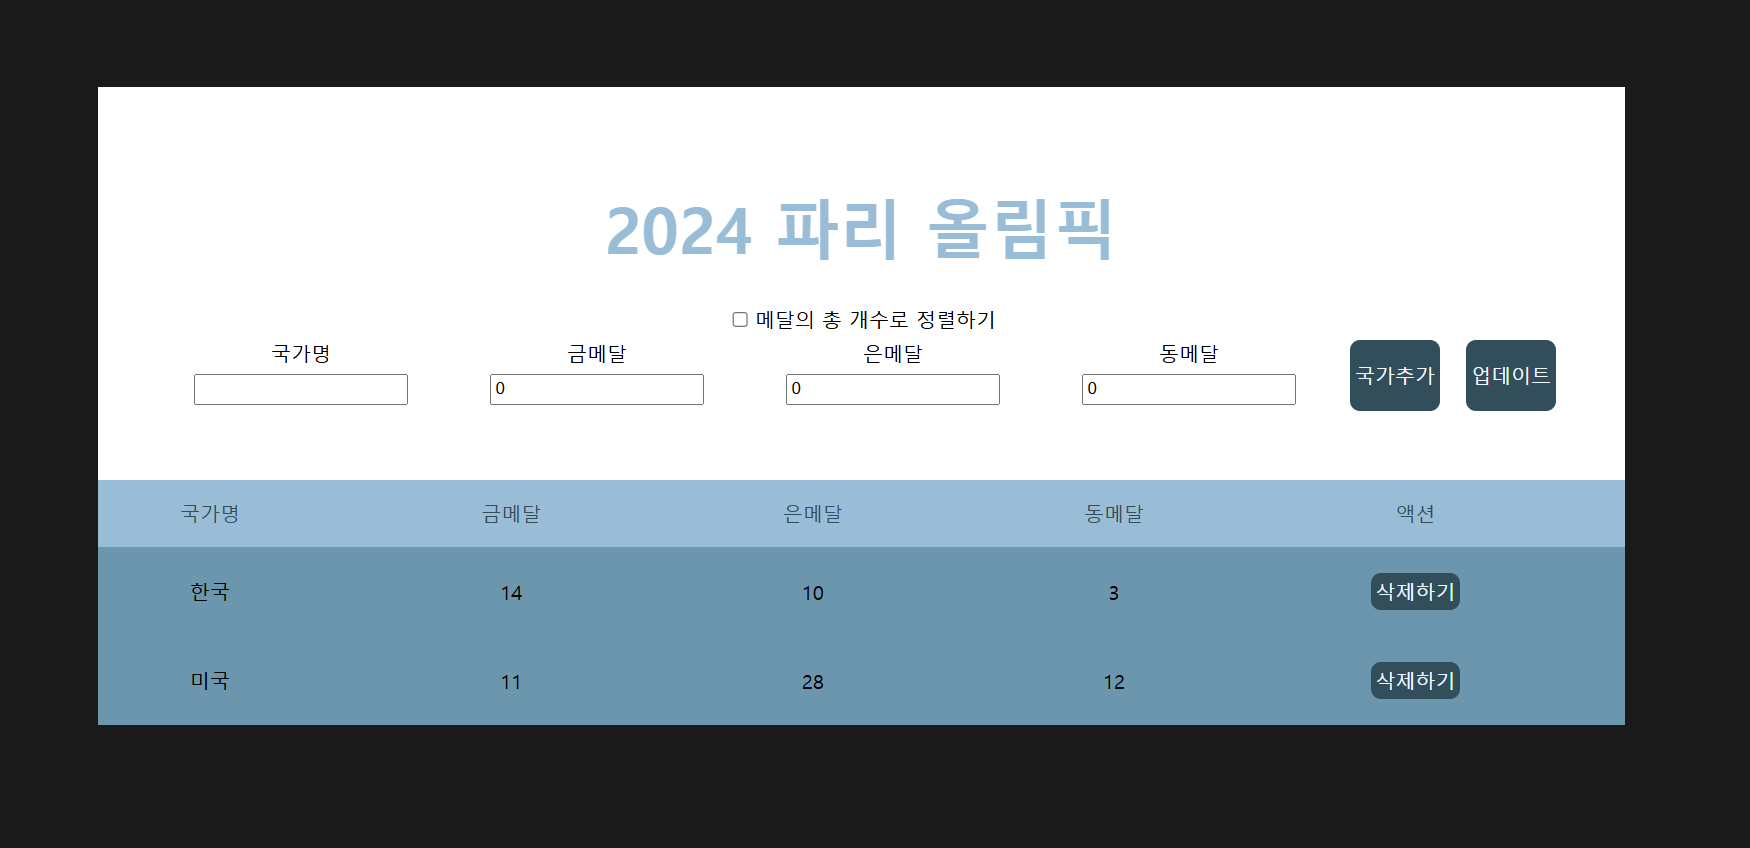 2024 파리 올림픽
메달의 총 개수로 정렬하기
국가명 금메달 은메달 동메달
0 0 0 국가추가 업데이트
국가명 금메달 은메달 동메달 액션
한국 14 10 3 삭제하기
미국 11 28 12 삭제하기